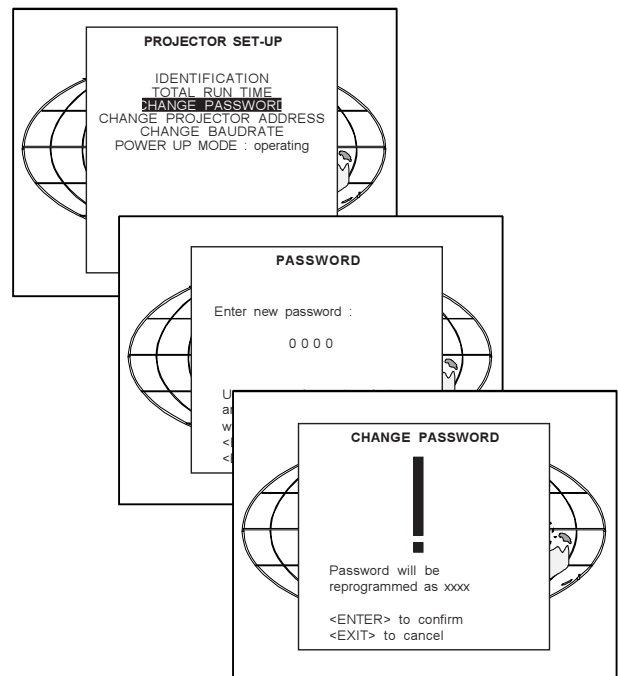 PROJECTOR SET-UP
IDENTIFICATION
TOTAL RUN TIME
CHANGE PASSWORD
CHANGE PROJECTOR ADDRESS
CHANGE BAUDRATE
POWER UP MODE : operating
PASSWORD
Enter new password :
0 0 0 0
CHANGE PASSWORD
!
Password will be
reprogrammed as xxxx
<ENTER> to confirm
<EXIT> to cancel